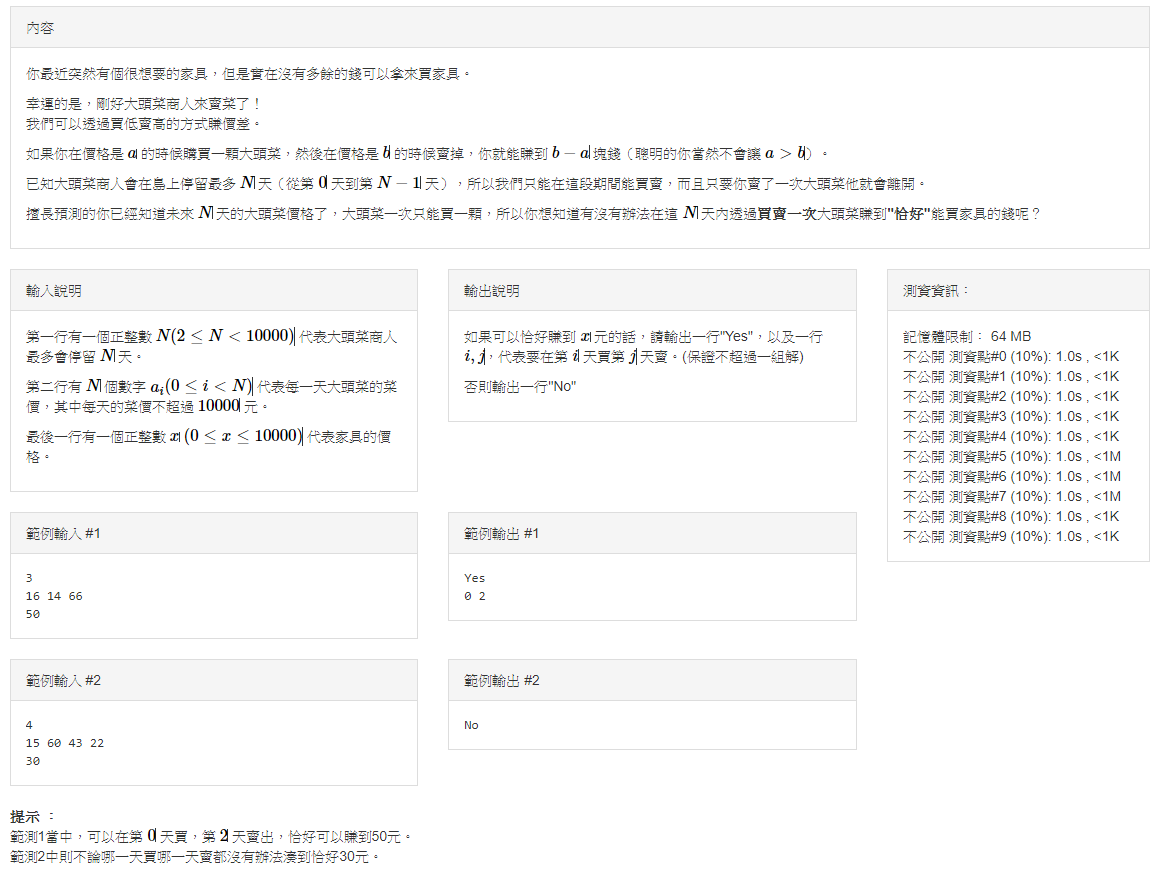 內容
你最近突然有個很想要的家具，但是實在沒有多餘的錢可以拿來買家具。
幸運的是，剛好大頭菜商人來賣菜了！
我們可以透過買低賣高的方式賺價差。
如果你在價格是 a 的時候購買一顆大頭菜，然後在價格是 b 的時候賣掉，你就能賺到 b − a 塊錢（聰明的你當然不會讓 a > b）。
已知大頭菜商人會在島上停留最多 N 天（從第 0 天到第 N − 1 天），所以我們只能在這段期間能買賣，而且只要你賣了一次大頭菜他就會離開。
擅長預測的你已經知道未來 N 天的大頭菜價格了，大頭菜一次只能買一顆，所以你想知道有沒有辦法在這 N 天內透過買賣一次大頭菜賺到"恰好"能買家具的錢呢？
輸入說明
第一行有一個正整數 N(2 ≤ N < 10000) 代表大頭菜商人
最多會停留 N 天。
第二行有 N 個數字 a_i(0 ≤ i < N) 代表每一天大頭菜的菜
價，其中每天的菜價不超過 10000 元。
最後一行有一個正整數 x (0 ≤ x ≤ 10000) 代表家具的價
格。
輸出說明
如果可以恰好賺到 x 元的話，請輸出一行"Yes"，以及一行
i, j，代表要在第 i 天買第 j 天賣。(保證不超過一組解)
否則輸出一行"No"
測資資訊：
記憶體限制： 64 MB
不公開 測資點#0 (10%): 1.0s , <1K
不公開 測資點#1 (10%): 1.0s , <1K
不公開 測資點#2 (10%): 1.0s , <1K
不公開 測資點#3 (10%): 1.0s , <1K
不公開 測資點#4 (10%): 1.0s , <1K
不公開 測資點#5 (10%): 1.0s , <1M
不公開 測資點#6 (10%): 1.0s , <1M
不公開 測資點#7 (10%): 1.0s , <1M
不公開 測資點#8 (10%): 1.0s , <1K
不公開 測資點#9 (10%): 1.0s , <1K
範例輸入 #1
3
16 14 66
50
範例輸出 #1
Yes
0 2
範例輸入 #2
4
15 60 43 22
30
範例輸出 #2
No
提示 ：
範測1當中，可以在第 0 天買，第 2 天賣出，恰好可以賺到50元。
範測2中則不論哪一天買哪一天賣都沒有辦法湊到恰好30元。